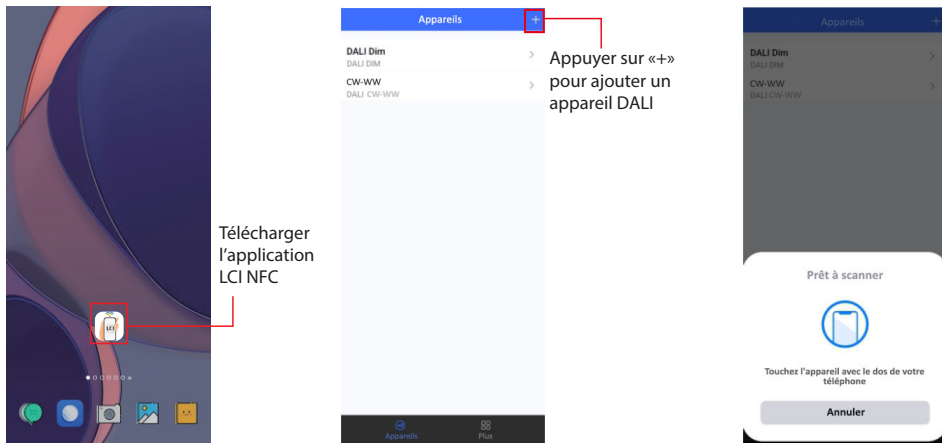 LCI
Télécharger
l’application
LCI NFC
Appareils
+
DALI Dim
DALI DIM
CW-WW
DALI CW-WW
Appareils
Plus
Appuyer sur «+»
pour ajouter un
appareil DALI
Appareils
+
DALI Dim
DALI DIM
CW-WW
DALI CW-WW
Prêt à scanner
Touchez l'appareil avec le dos de votre
téléphone
Annuler